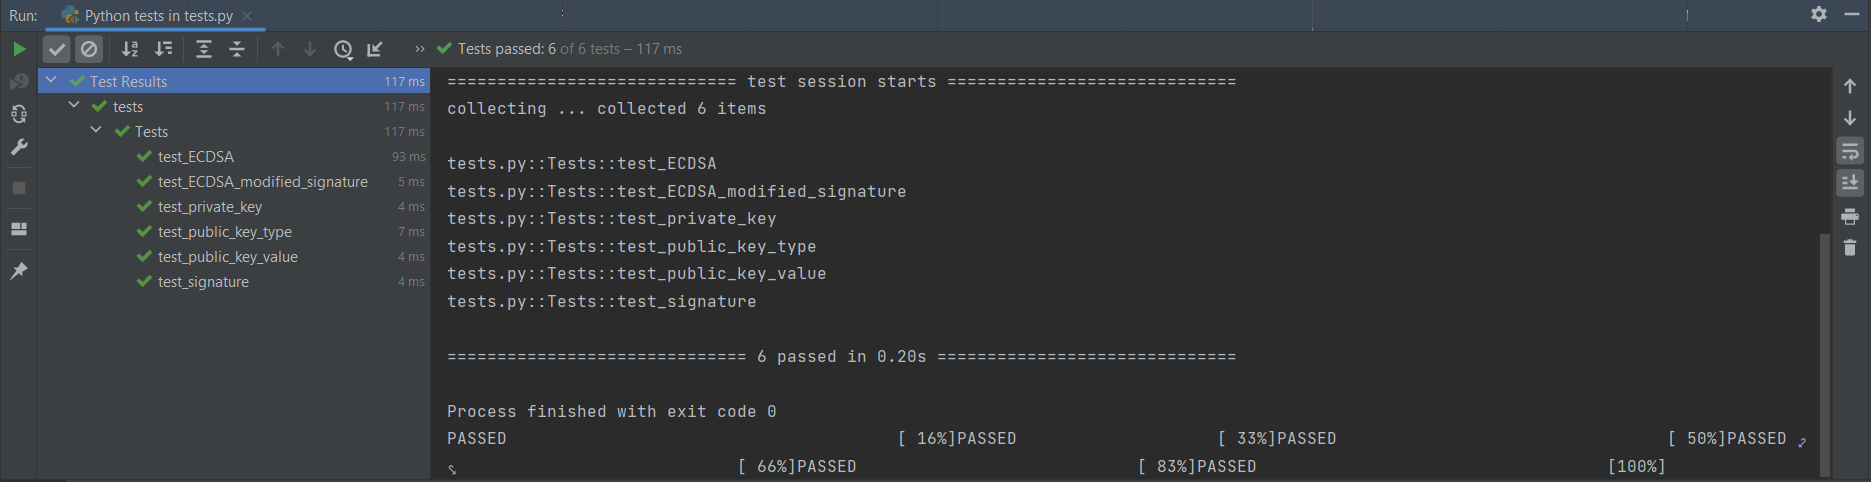 Run: Python tests in tests.py
Tests passed: 6 of 6 tests – 117 ms
Test Results 117 ms
tests 117 ms
Tests 117 ms
test_ECDSA 93 ms
test_ECDSA_modified_signature 5 ms
test_private_key 4 ms
test_public_key_type 7 ms
test_public_key_value 4 ms
test_signature 4 ms
============================= test session starts =============================
collecting ... collected 6 items
tests.py::Tests::test_ECDSA
tests.py::Tests::test_ECDSA_modified_signature
tests.py::Tests::test_private_key
tests.py::Tests::test_public_key_type
tests.py::Tests::test_public_key_value
tests.py::Tests::test_signature
============================== 6 passed in 0.20s ==============================
Process finished with exit code 0
PASSED [ 16%]PASSED [ 33%]PASSED [ 50%]PASSED
[ 66%]PASSED [ 83%]PASSED [100%]